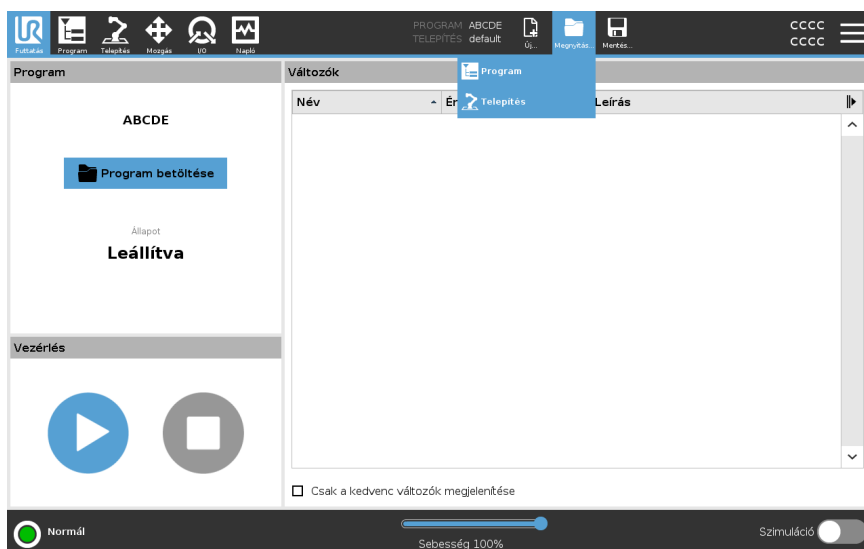 UR
Futtatás Program Telepítés Mozgás I/O Napló
PROGRAM ABCDE
TELEPÍTÉS default
Új... Megnyitás... Mentés...
CCCC
CCCC
Program
Változók
Program
Telepítés
Név
Leírás
ABCDE
Program betöltése
Állapot
Leállítva
Vezérlés
Csak a kedvenc változók megjelenítése
Normál
Sebesség 100%
Szimuláció